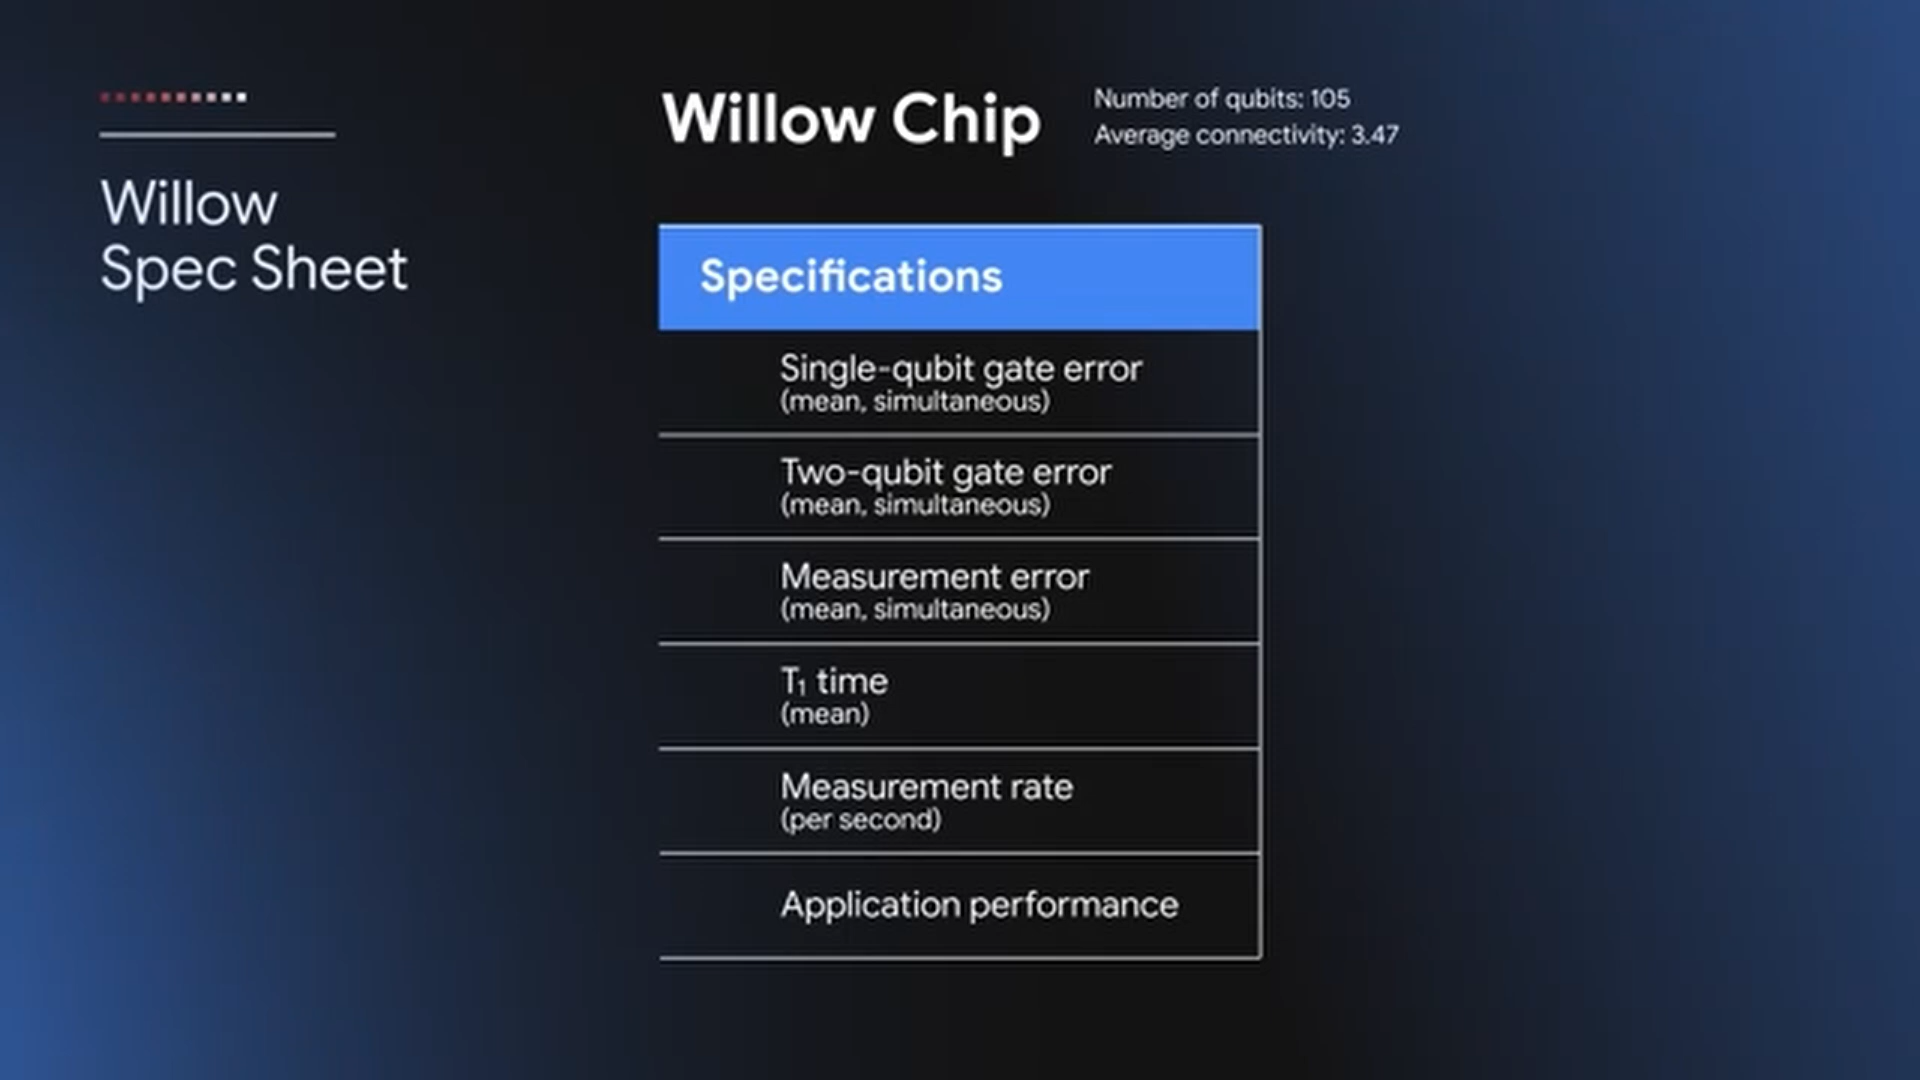 Willow
Spec Sheet
Willow Chip
Number of qubits: 105
Average connectivity: 3.47
Specifications
Single-qubit gate error
(mean, simultaneous)
Two-qubit gate error
(mean, simultaneous)
Measurement error
(mean, simultaneous)
T₁ time
(mean)
Measurement rate
(per second)
Application performance